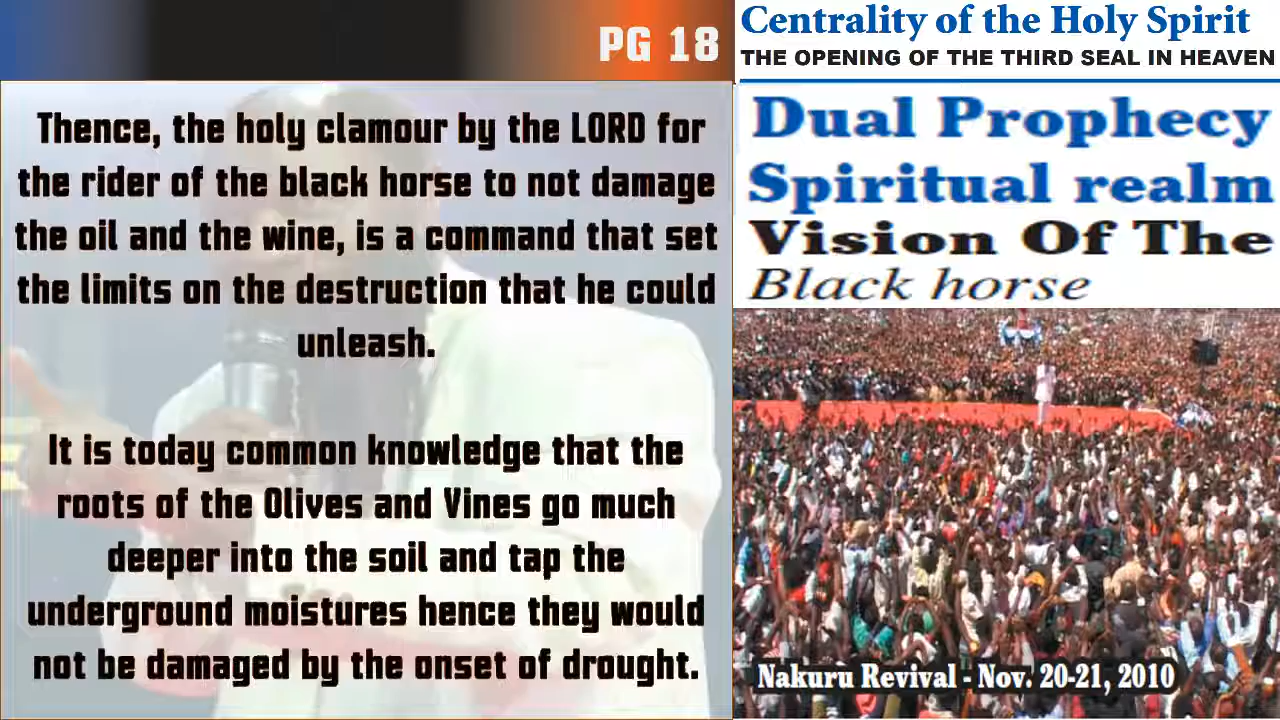 PG 18
Thence, the holy clamour by the LORD for
the rider of the black horse to not damage
the oil and the wine, is a command that set
the limits on the destruction that he could
unleash.
It is today common knowledge that the
roots of the Olives and Vines go much
deeper into the soil and tap the
underground moistures hence they would
not be damaged by the onset of drought.
Centrality of the Holy Spirit
THE OPENING OF THE THIRD SEAL IN HEAVEN
Dual Prophecy
Spiritual realm
Vision Of The
Black horse
Nakuru Revival - Nov. 20-21, 2010